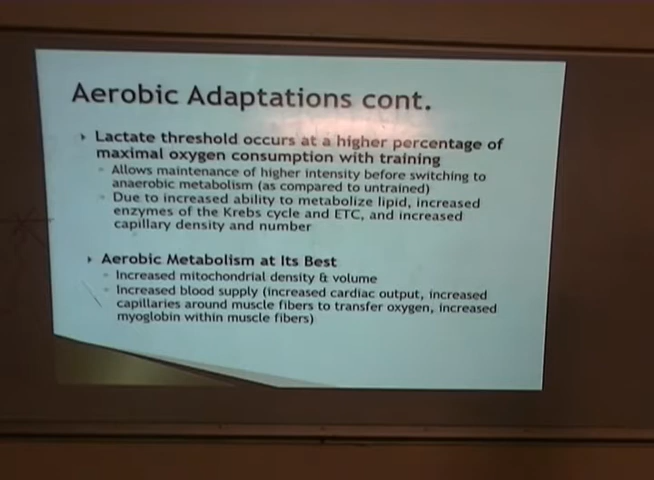 Aerobic Adaptations cont.
Lactate threshold occurs at a higher percentage of
maximal oxygen consumption with training
Allows maintenance of higher intensity before switching to
anaerobic metabolism (as compared to untrained)
Due to increased ability to metabolize lipid, increased
enzymes of the Krebs cycle and ETC, and increased
capillary density and number
Aerobic Metabolism at Its Best
Increased mitochondrial density & volume
Increased blood supply (increased cardiac output, increased
capillaries around muscle fibers to transfer oxygen, increased
myoglobin within muscle fibers)